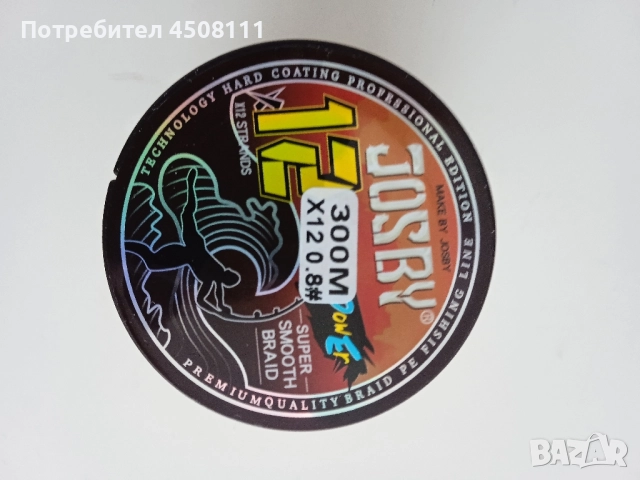 Потребител 4508111
TECHNOLOGY HARD COATING PROFESSIONAL EDITION
JOSBY®
MAKE BY JOSBY
12
X12 STRANDS
300M
X12 0.8#
POWER
SUPER
SMOOTH
BRAID
PREMIUMQUALITY BRAID PE FISHING LINE
BAZAR